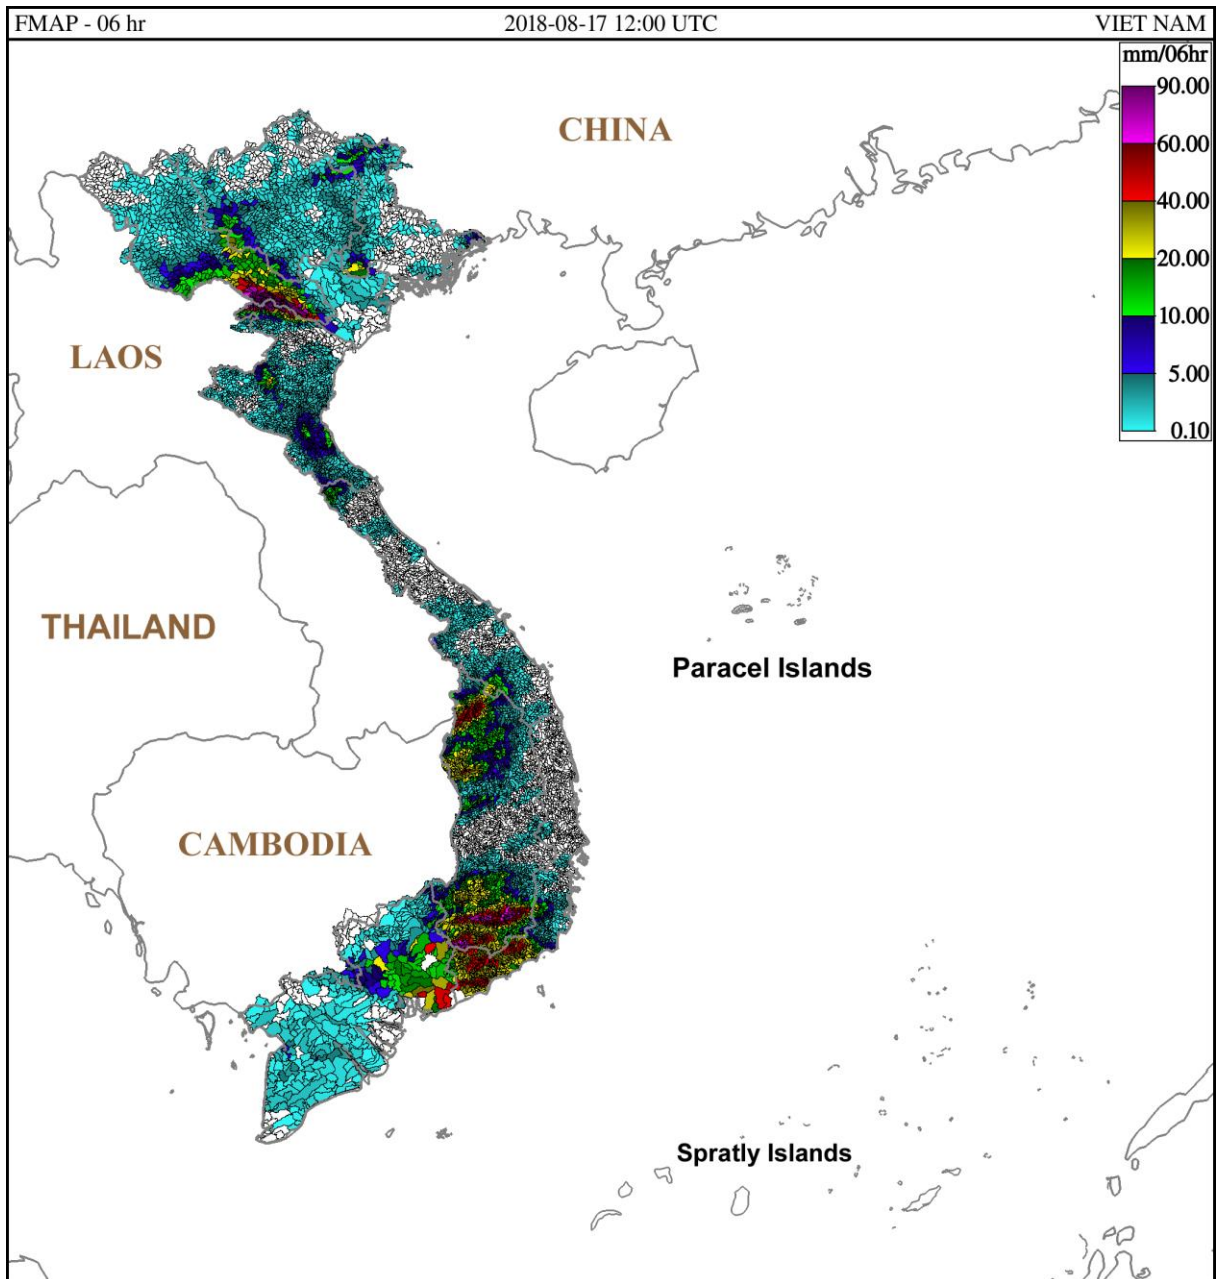 FMAP - 06 hr 2018-08-17 12:00 UTC VIET NAM
mm/06hr
90.00
CHINA
60.00
40.00
20.00
10.00
LAOS
5.00
0.10
THAILAND
Paracel Islands
CAMBODIA
Spratly Islands